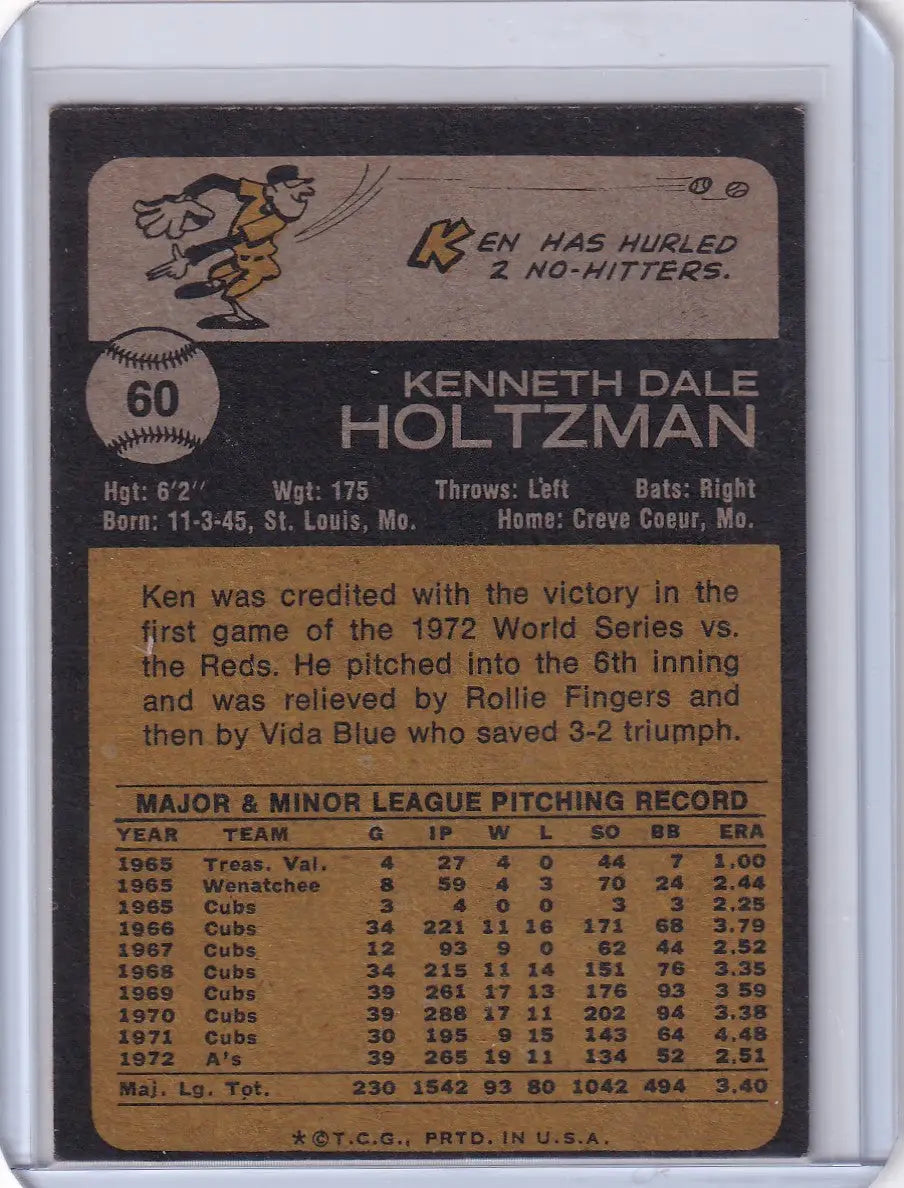 KEN HAS HURLED
2 NO-HITTERS.
60
KENNETH DALE
HOLTZMAN
Hgt: 6'2" Wgt: 175 Throws: Left Bats: Right
Born: 11-3-45, St. Louis, Mo. Home: Creve Coeur, Mo.
Ken was credited with the victory in the
first game of the 1972 World Series vs.
the Reds. He pitched into the 6th inning
and was relieved by Rollie Fingers and
then by Vida Blue who saved 3-2 triumph.
MAJOR & MINOR LEAGUE PITCHING RECORD
YEAR TEAM G IP W L SO BB ERA
1965 Treas. Val. 4 27 4 0 44 7 1.00
1965 Wenatchee 8 59 4 3 70 24 2.44
1965 Cubs 3 4 0 0 3 3 2.25
1966 Cubs 34 221 11 16 171 68 3.79
1967 Cubs 12 93 9 0 62 44 2.52
1968 Cubs 34 215 11 14 151 76 3.35
1969 Cubs 39 261 17 13 176 93 3 59
1970 Cubs 39 288 17 11 202 94 3.38
1971 Cubs 30 195 9 15 143 64 4.48
1972 A's 39 265 19 11 134 52 2.51
Maj. Lg. Tot. 230 1542 93 80 1042 494 3.40
*©T.C.G., PRTD. IN U.S.A.